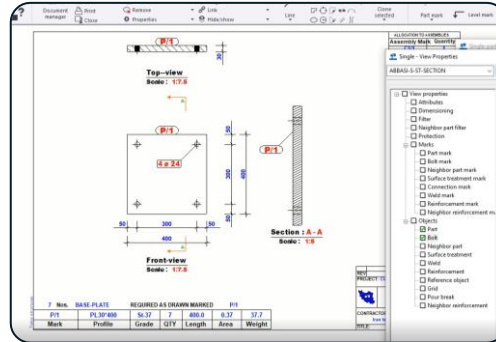 Document manager
Print
Close
Remove
Properties
Link
Hide/show
Line
Clone selected
Part mark
Level mark
ALLOCATION TO ASSEMBLIES
Assembly Mark Quantity
Single - View Properties
ABBASI-S-ST-SECTION
View properties
Attributes
Dimensioning
Filter
Neighbor part filter
Protection
Marks
Part mark
Bolt mark
Neighbor part mark
Surface treatment mark
Connection mark
Weld mark
Reinforcement mark
Neighbor reinforcement ma
Objects
Part
Bolt
Neighbor part
Surface treatment
Weld
Reinforcement
Reference object
Grid
Pour break
Neighbor reinforcement
P/1
30
Top-view
Scale : 1:7.5
A
P/1
4 ø 24
50
300
50
400
50
300
50
400
A
Front-view
Scale : 1:7.5
P/1
Section : A - A
Scale : 1:5
REV
PROJECT:
CONTRACTOR
TITLE:
7 Nos. BASE-PLATE REQUIRED AS DRAWN MARKED P/1
P/1 PL30*400 St.37 7 400.0 0.37 37.7
Mark Profile Grade QTY Length Area Weight